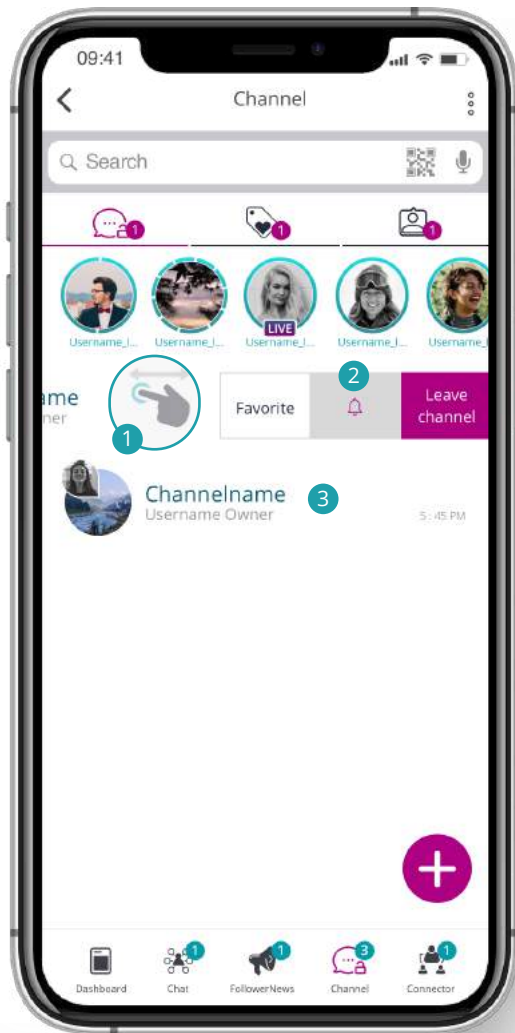 09:41
Channel
Search
1
1
1
LIVE
Username_l...
Username_l...
Username_l...
Username_l...
Username_l...
ame
ner
1
Favorite
2
Leave
channel
Channelname
3
Username Owner
5:45 PM
1
1
3
1
Dashboard
Chat
FollowerNews
Channel
Connector